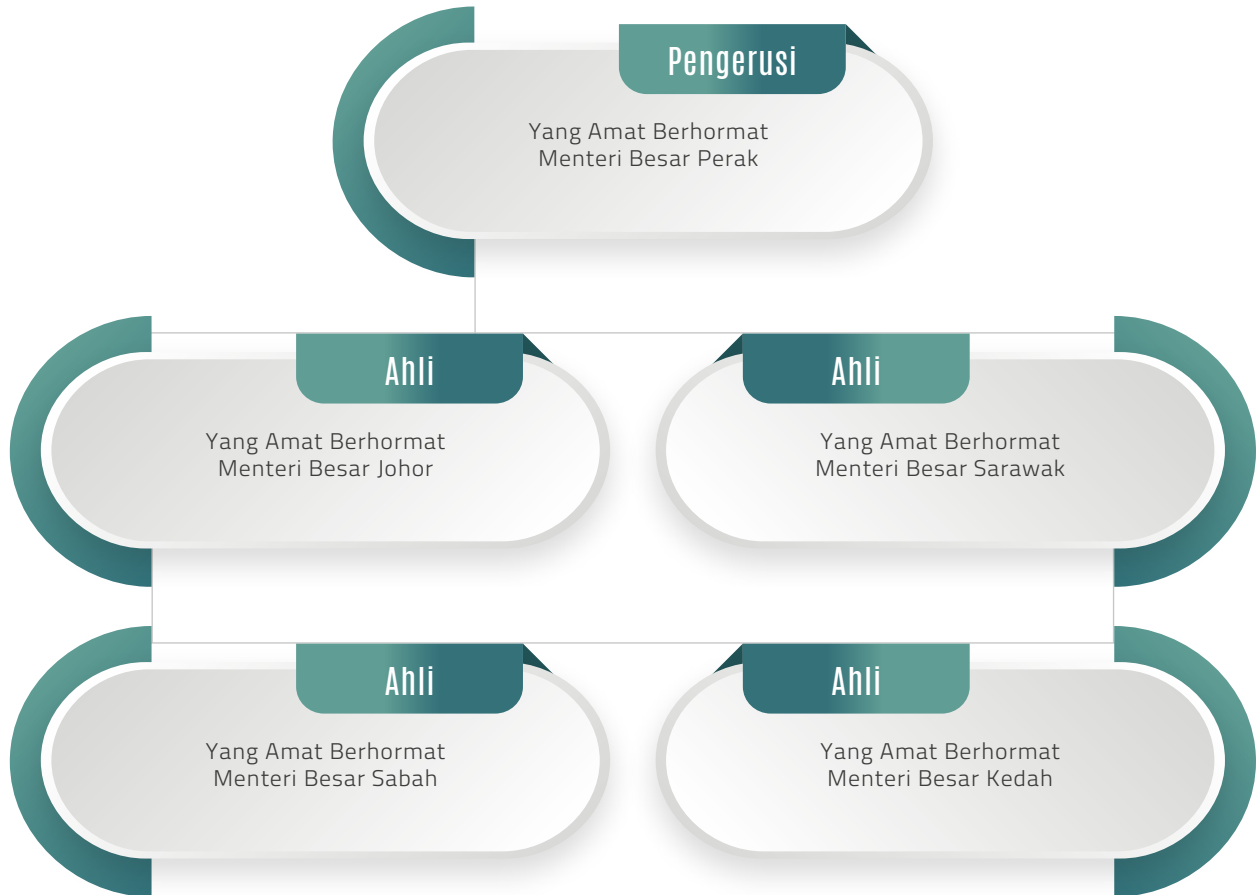 Pengerusi
Yang Amat Berhormat
Menteri Besar Perak
Ahli
Yang Amat Berhormat
Menteri Besar Johor
Ahli
Yang Amat Berhormat
Menteri Besar Sarawak
Ahli
Yang Amat Berhormat
Menteri Besar Sabah
Ahli
Yang Amat Berhormat
Menteri Besar Kedah